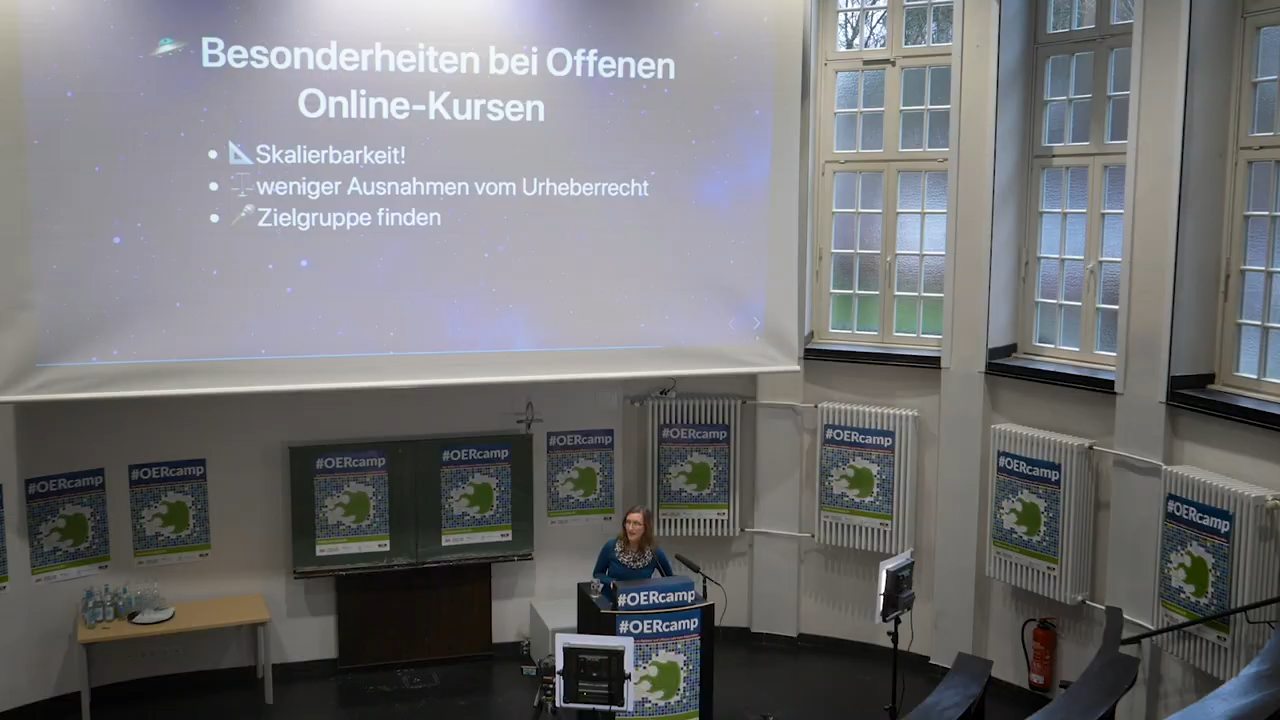 Besonderheiten bei Offenen
Online-Kursen
Skalierbarkeit!
weniger Ausnahmen vom Urheberrecht
Zielgruppe finden
#OERcamp
#OERcamp
#OERcamp
#OERcamp
#OERcamp
#OERcamp
#OERcamp
#OERcamp
#OERcamp
#OERcamp
#OERcamp